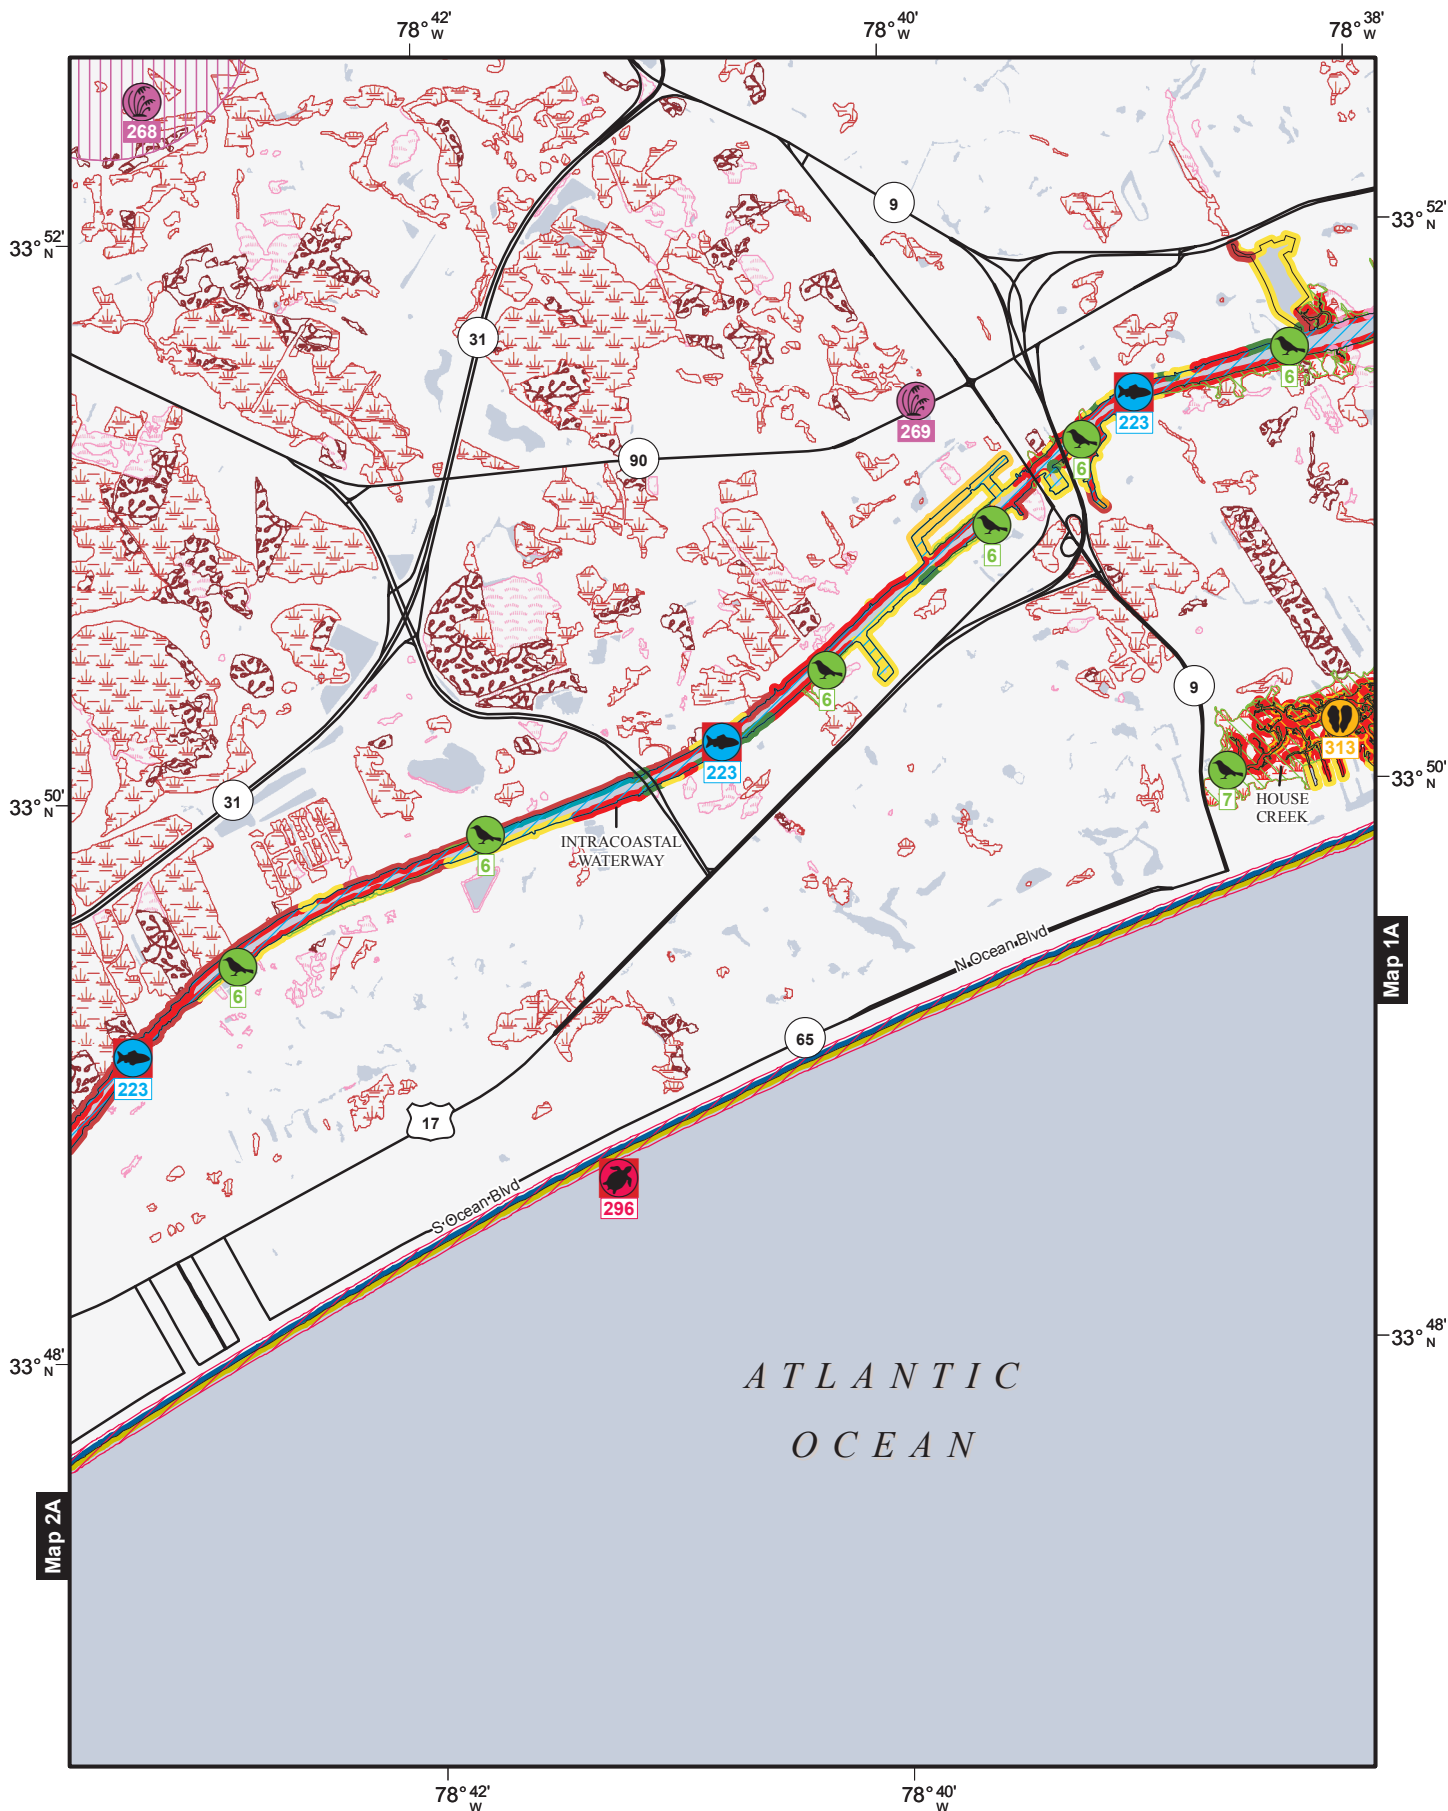 78° 42' W
78° 40' W
78° 38' W
268
9
33° 52' N
33° 52' N
31
6
269
223
90
6
6
6
9
313
223
7
HOUSE
CREEK
33° 50' N
33° 50' N
31
INTRACOASTAL
WATERWAY
6
N Ocean Blvd
Map 1A
6
65
223
17
S Ocean Blvd
296
33° 48' N
33° 48' N
ATLANTIC
OCEAN
Map 2A
78° 42' W
78° 40' W